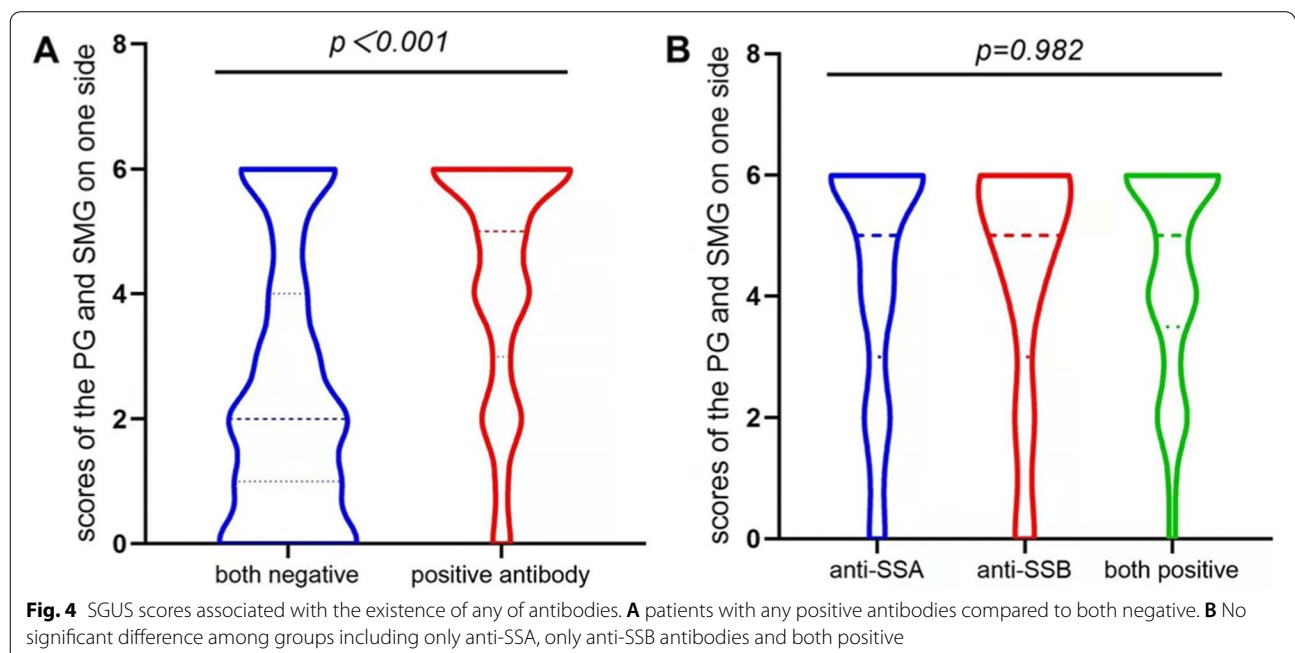 A
p<0.001
scores of the PG and SMG on one side
8
6
4
2
0
both negative
positive antibody
B
p=0.982
scores of the PG and SMG on one side
8
6
4
2
0
anti-SSA
anti-SSB
both positive
Fig. 4 SGUS scores associated with the existence of any of antibodies. A patients with any positive antibodies compared to both negative. B No
significant difference among groups including only anti-SSA, only anti-SSB antibodies and both positive